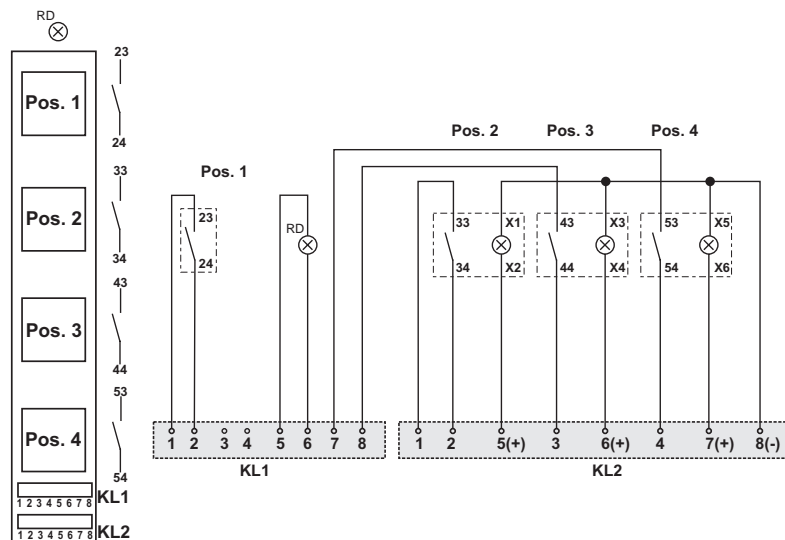 RD
23
Pos. 1
24
33
Pos. 2
34
43
Pos. 3
44
53
Pos. 4
54
1 2 3 4 5 6 7 8 KL1
1 2 3 4 5 6 7 8 KL2
Pos. 1
23
24
RD
1 2 3 4 5 6 7 8
KL1
Pos. 2 Pos. 3 Pos. 4
33 X1 43 X3 53 X5
34 X2 44 X4 54 X6
1 2 5(+) 3 6(+) 4 7(+) 8(-)
KL2